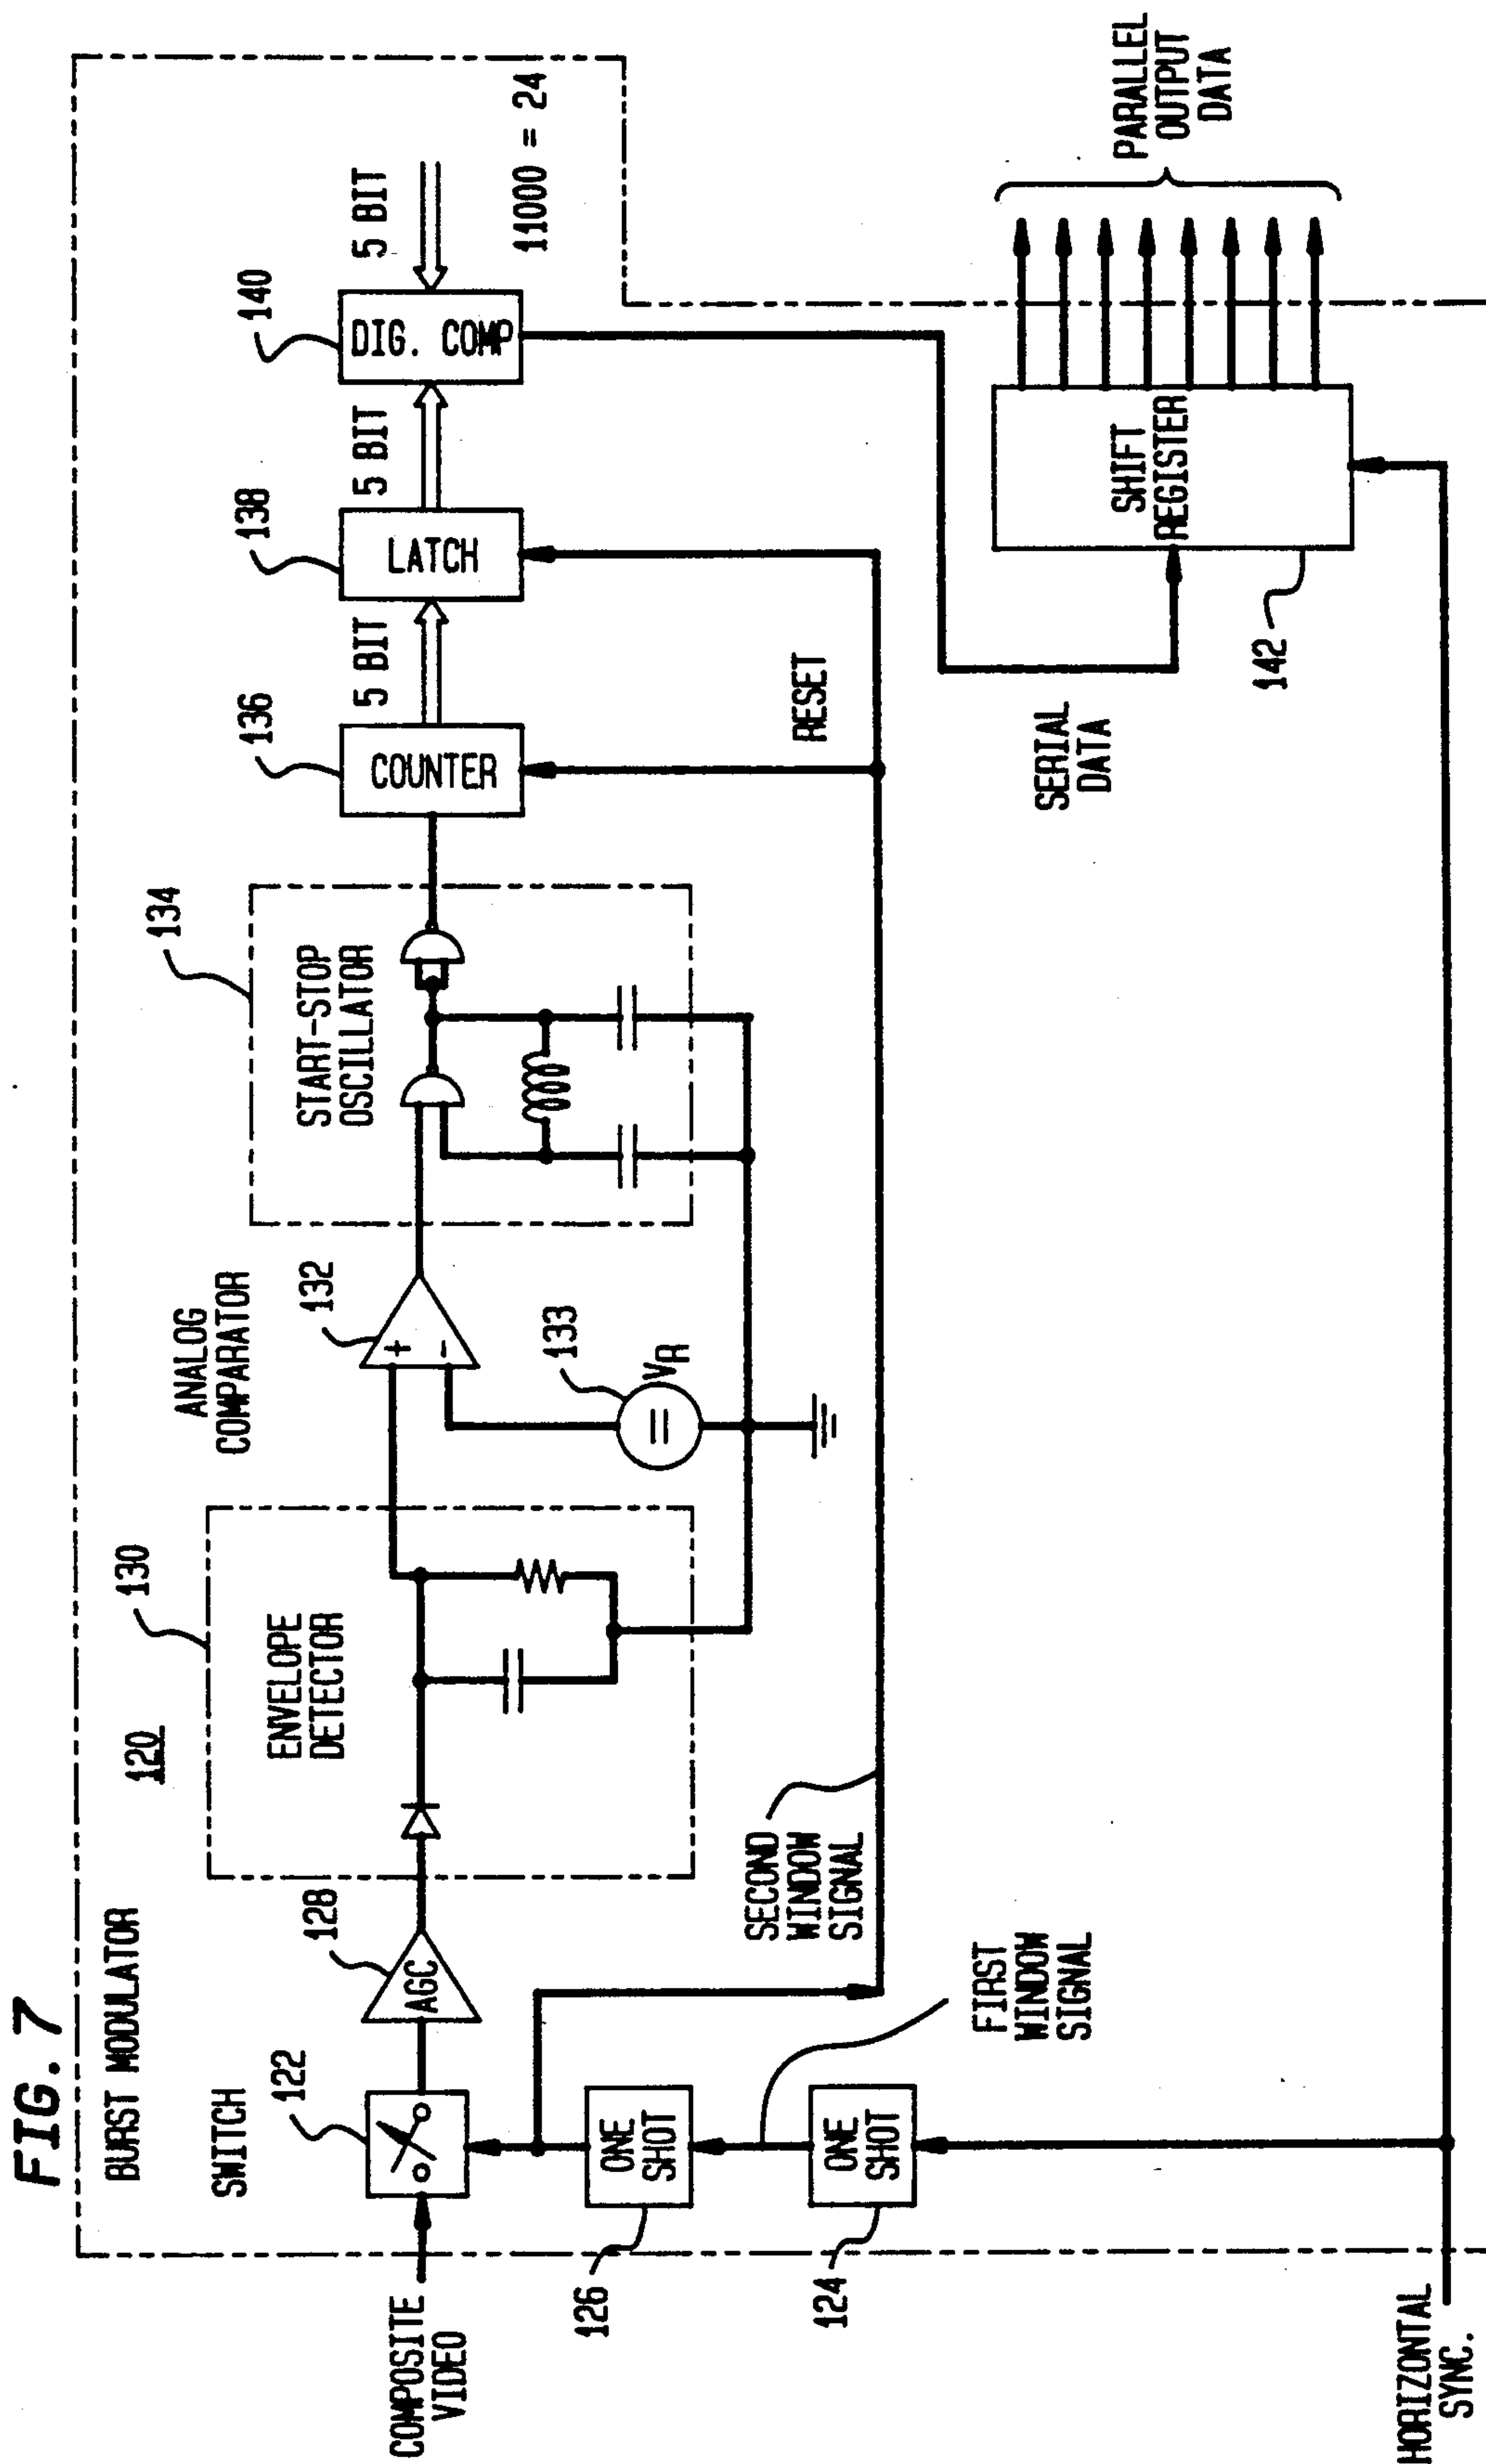 FIG. 7
BURST MODULATOR
120
SWITCH
122
COMPOSITE
VIDEO
AGC
128
ENVELOPE
DETECTOR
130
ANALOG
COMPARATOR
132
+
-
133
VR
START-STOP
OSCILLATOR
134
COUNTER
136
5 BIT
LATCH
138
5 BIT
DIG. COMP
140
5 BIT
11000 = 24
ONE
SHOT
126
ONE
SHOT
124
FIRST
WINDOW
SIGNAL
SECOND
WINDOW
SIGNAL
RESET
SERIAL
DATA
SHIFT
REGISTER
142
PARALLEL
OUTPUT
DATA
HORIZONTAL
SYNC.